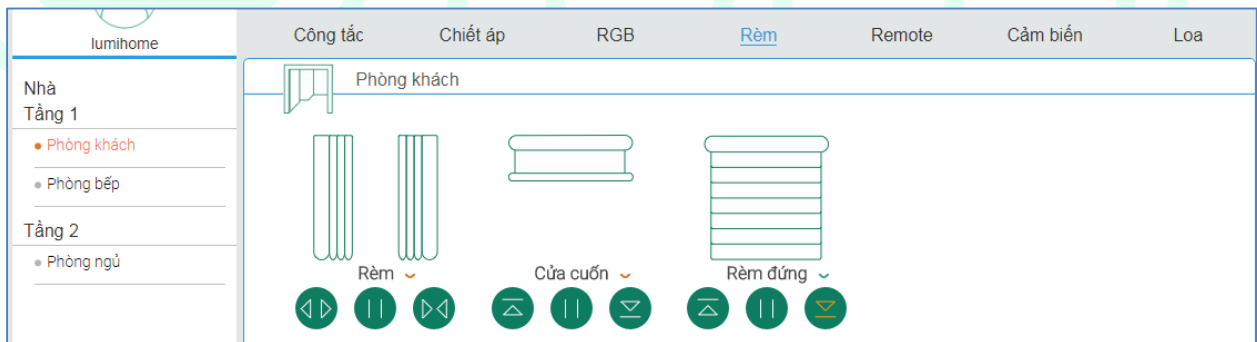 lumihome
Công tắc Chiết áp RGB Rèm Remote Cảm biến Loa
Phòng khách
Nhà
Tầng 1
Phòng khách
Phòng bếp
Tầng 2
Phòng ngủ
Rèm Cửa cuốn Rèm đứng